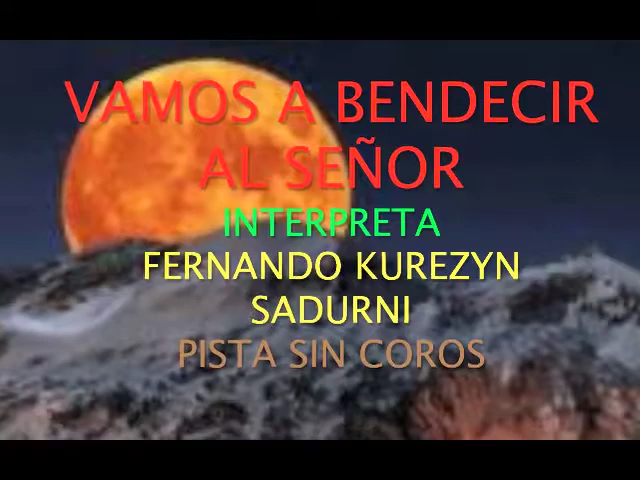 VAMOS A BENDECIR
AL SEÑOR
INTERPRETA
FERNANDO KUREZYN
SADURNI
PISTA SIN COROS